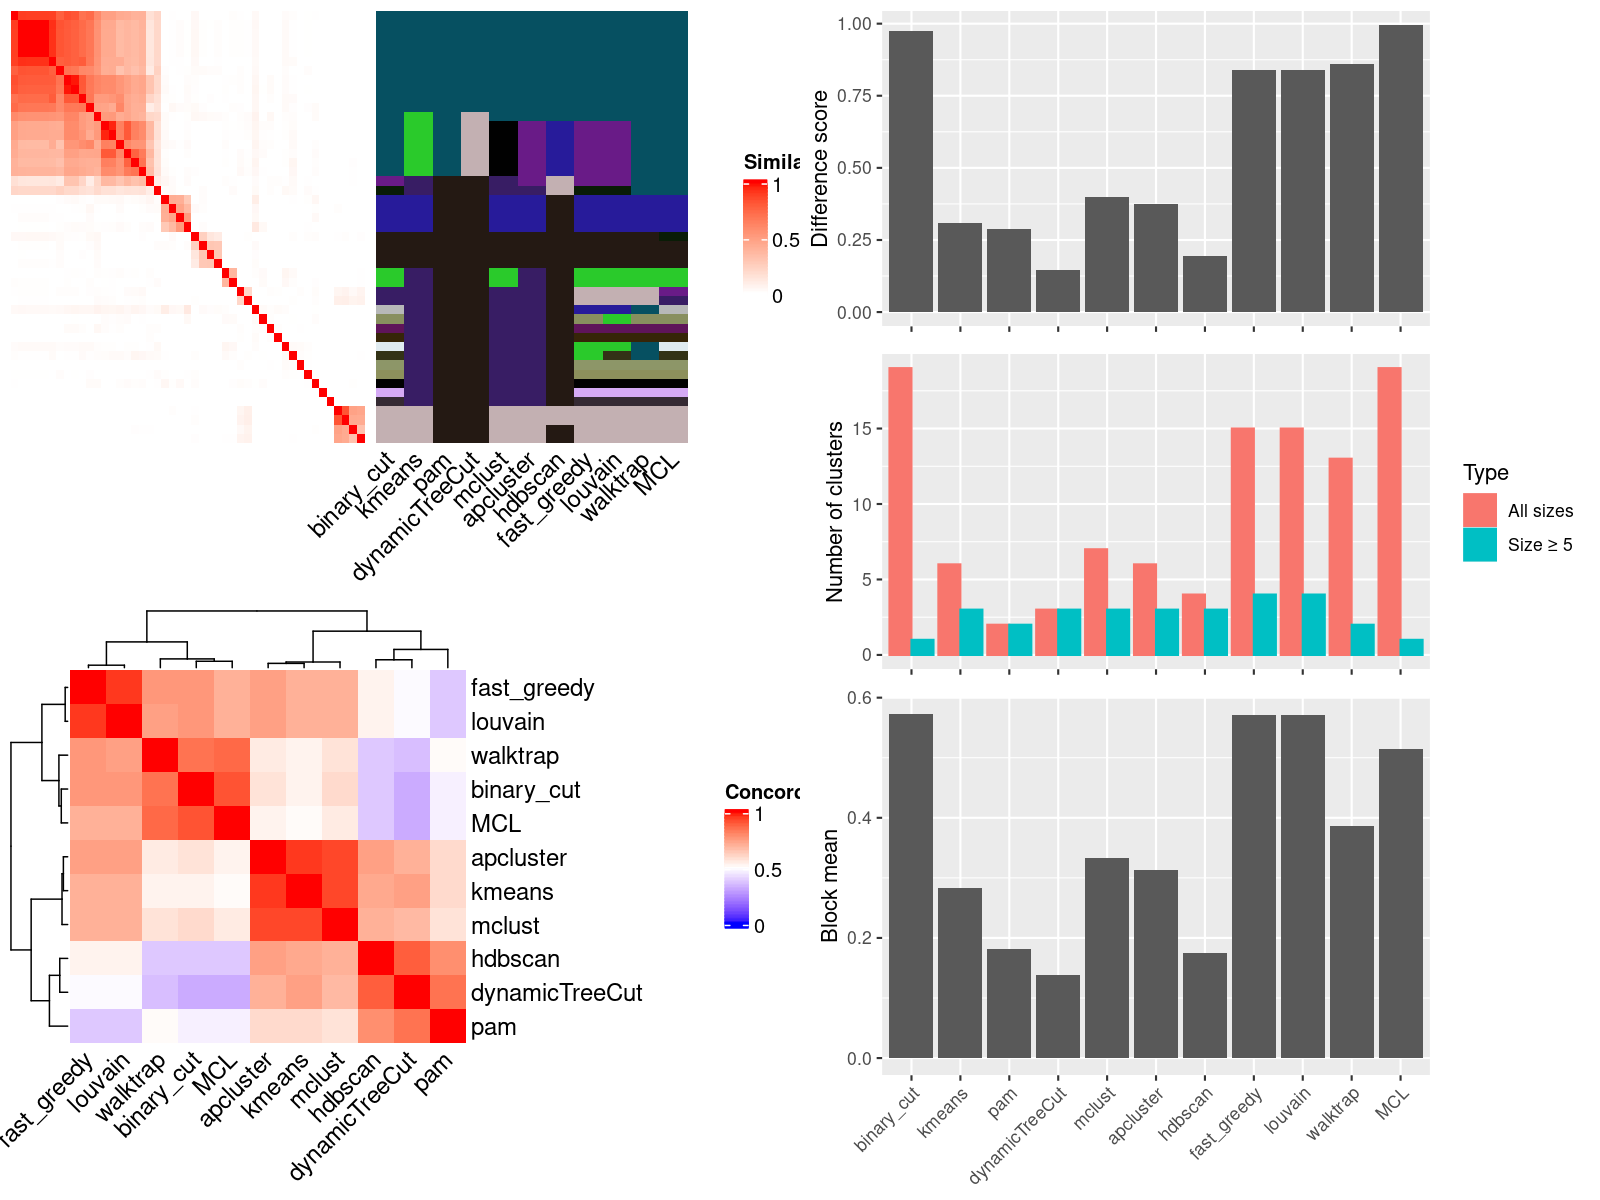 Simila
1
0.5
0
binary_cut
kmeans
pam
dynamicTreeCut
mclust
apcluster
hdbscan
fast_greedy
louvain
walktrap
MCL
fast_greedy
louvain
walktrap
binary_cut
MCL
apcluster
kmeans
mclust
hdbscan
dynamicTreeCut
pam
fast_greedy
louvain
walktrap
binary_cut
MCL
apcluster
kmeans
mclust
hdbscan
dynamicTreeCut
pam
Concord
1
0.5
0
Difference score
1.00
0.75
0.50
0.25
0.00
Number of clusters
15
10
5
0
Type
All sizes
Size ≥ 5
Block mean
0.6
0.4
0.2
0.0
binary_cut
kmeans
pam
dynamicTreeCut
mclust
apcluster
hdbscan
fast_greedy
louvain
walktrap
MCL